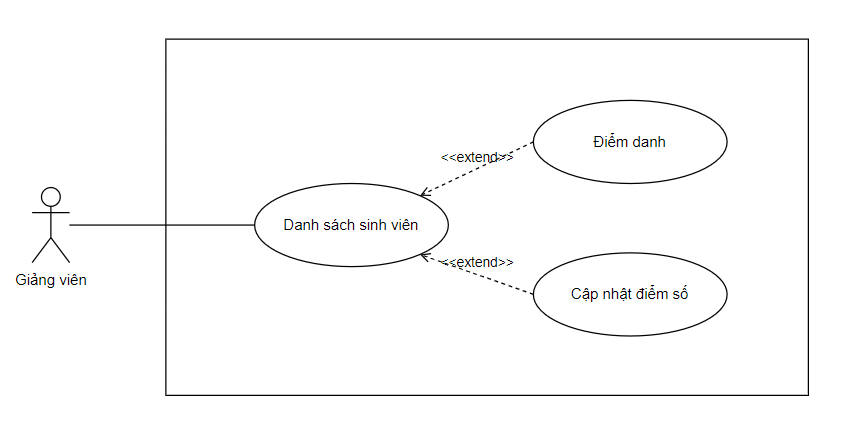 Điểm danh
<<extend>>
Danh sách sinh viên
<<extend>>
Giảng viên
Cập nhật điểm số